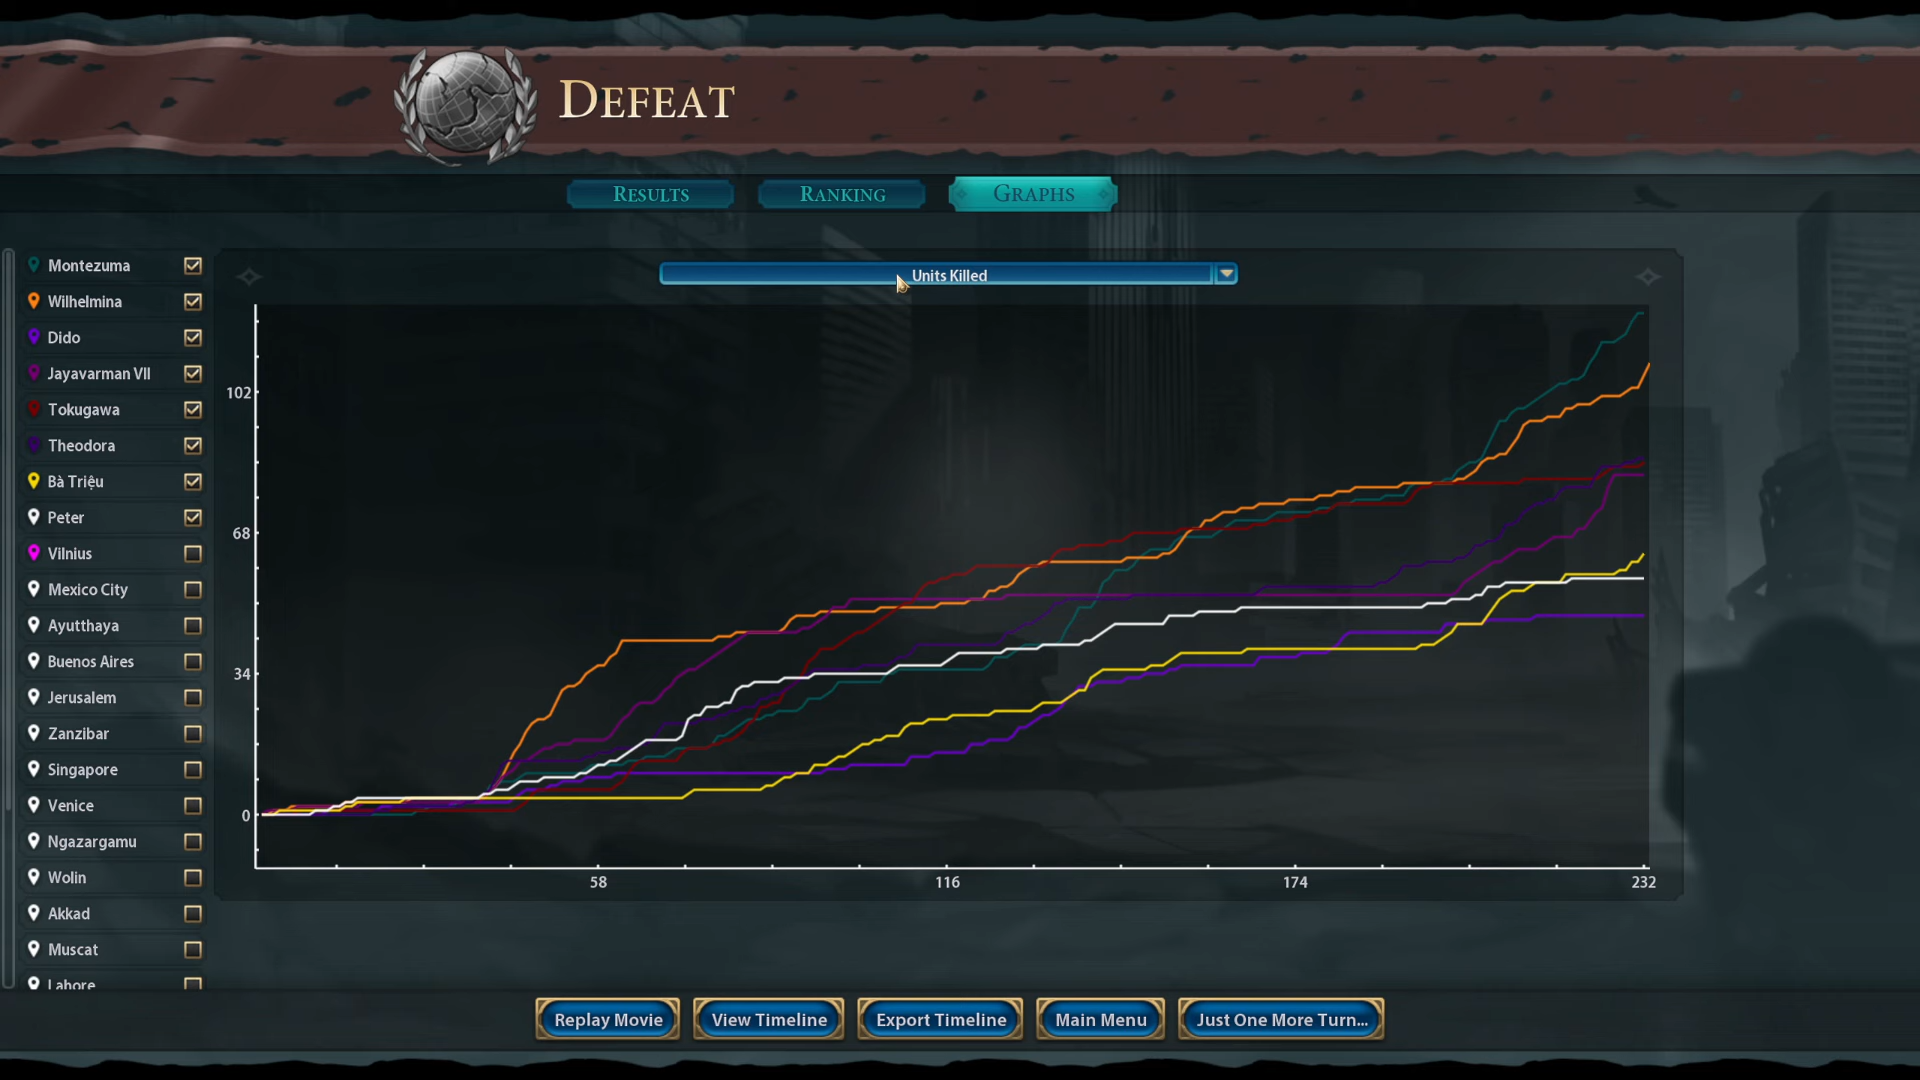 DEFEAT
RESULTS
RANKING
GRAPHS
Montezuma
Wilhelmina
Dido
Jayavarman VII
Tokugawa
Theodora
Bà Triệu
Peter
Vilnius
Mexico City
Ayutthaya
Buenos Aires
Jerusalem
Zanzibar
Singapore
Venice
Ngazargamu
Wolin
Akkad
Muscat
Lahore
Units Killed
102
68
34
0
58
116
174
232
Replay Movie
View Timeline
Export Timeline
Main Menu
Just One More Turn...